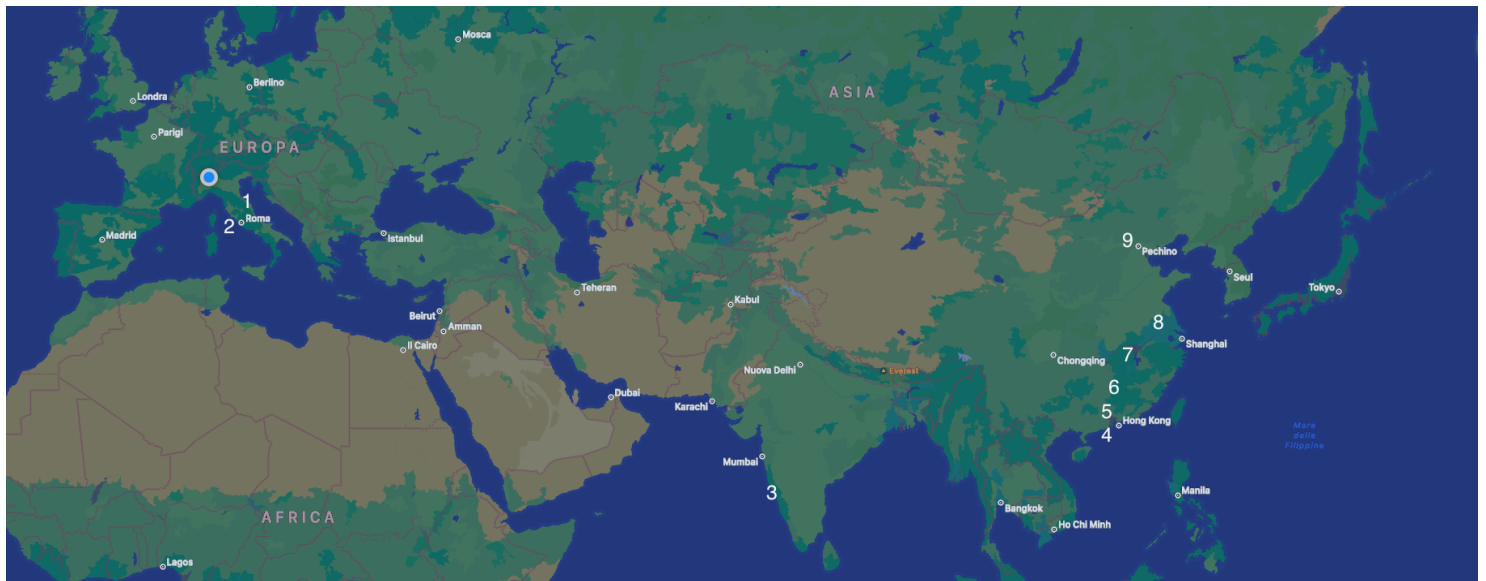 Mosca
Berlino
ASIA
Londra
Parigi
EUROPA
1
2
Roma
Madrid
Istanbul
9
Pechino
Seul
Teheran
Tokyo
Kabul
Beirut
Amman
Il Cairo
8
Shanghai
7
Chongqing
Nuova Delhi
Everest
6
Dubai
Karachi
5
Hong Kong
4
Mare
delle
Filippine
Mumbai
3
Manila
Bangkok
Ho Chi Minh
AFRICA
Lagos